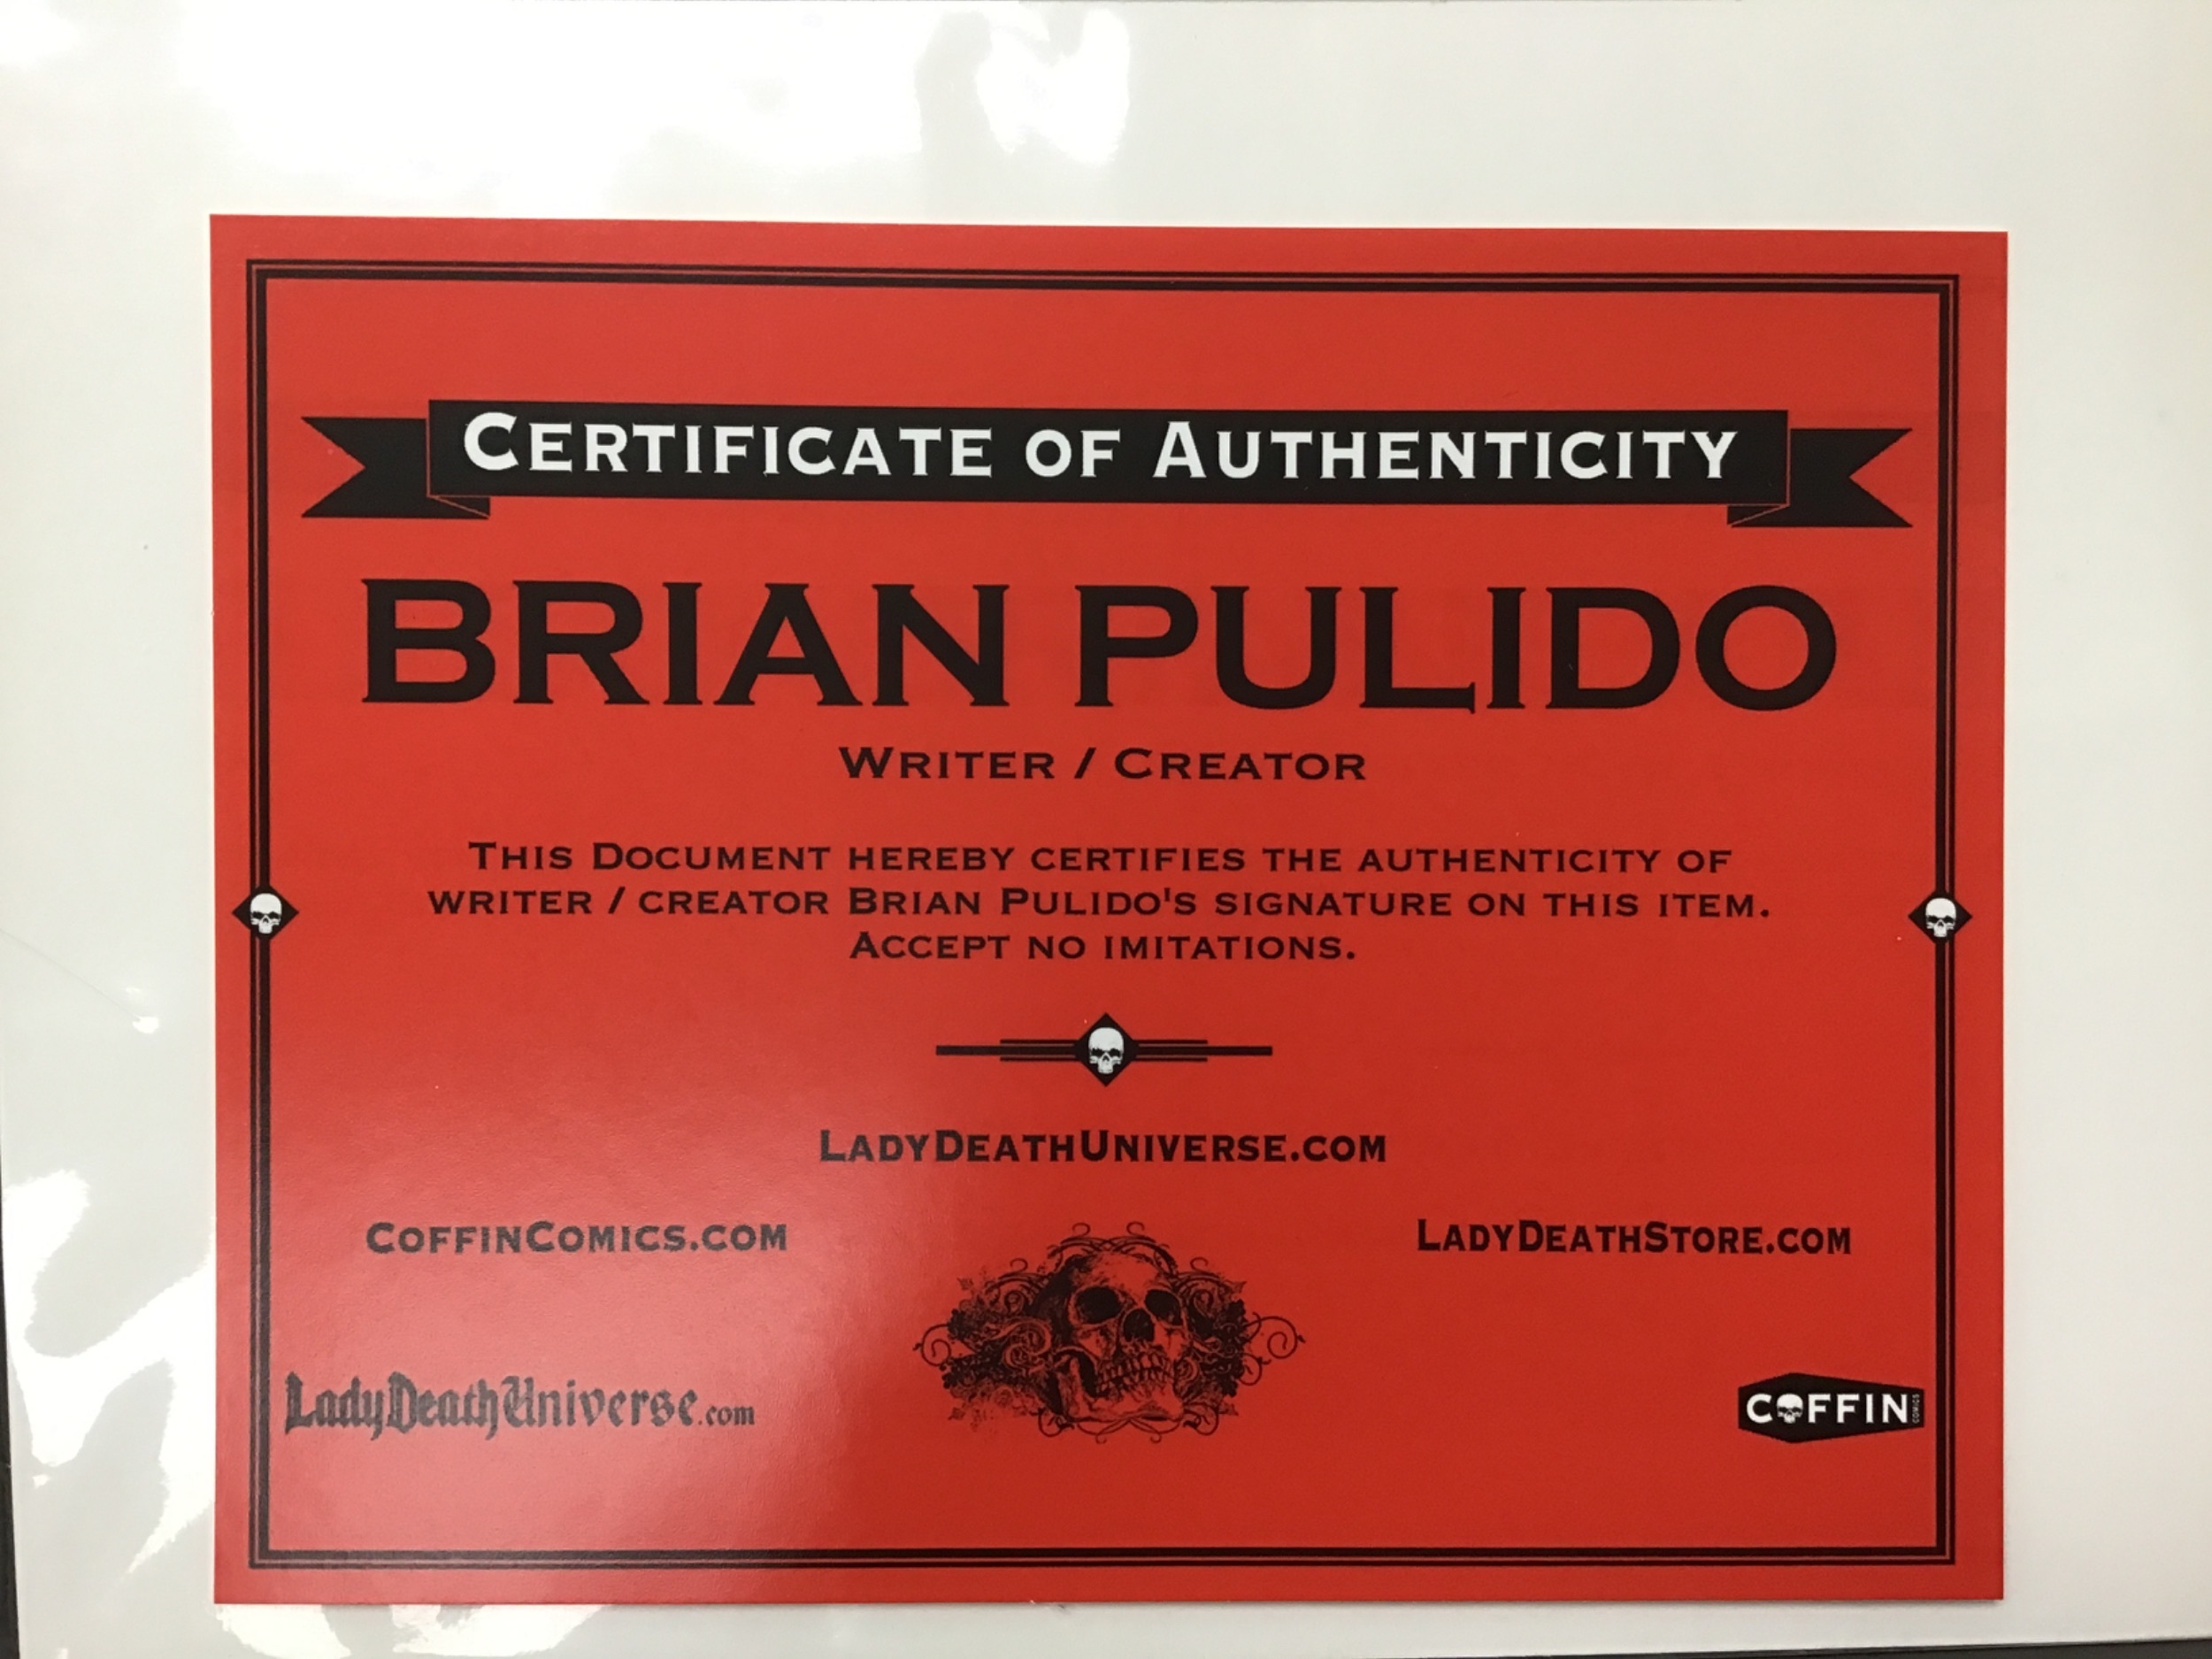 CERTIFICATE OF AUTHENTICITY
BRIAN PULIDO
WRITER / CREATOR
THIS DOCUMENT HEREBY CERTIFIES THE AUTHENTICITY OF
WRITER / CREATOR BRIAN PULIDO'S SIGNATURE ON THIS ITEM.
ACCEPT NO IMITATIONS.
LADYDEATHUNIVERSE.COM
COFFINCOMICS.COM
LADYDEATHSTORE.COM
LadyDeathUniverse.com
COFFIN COMICS